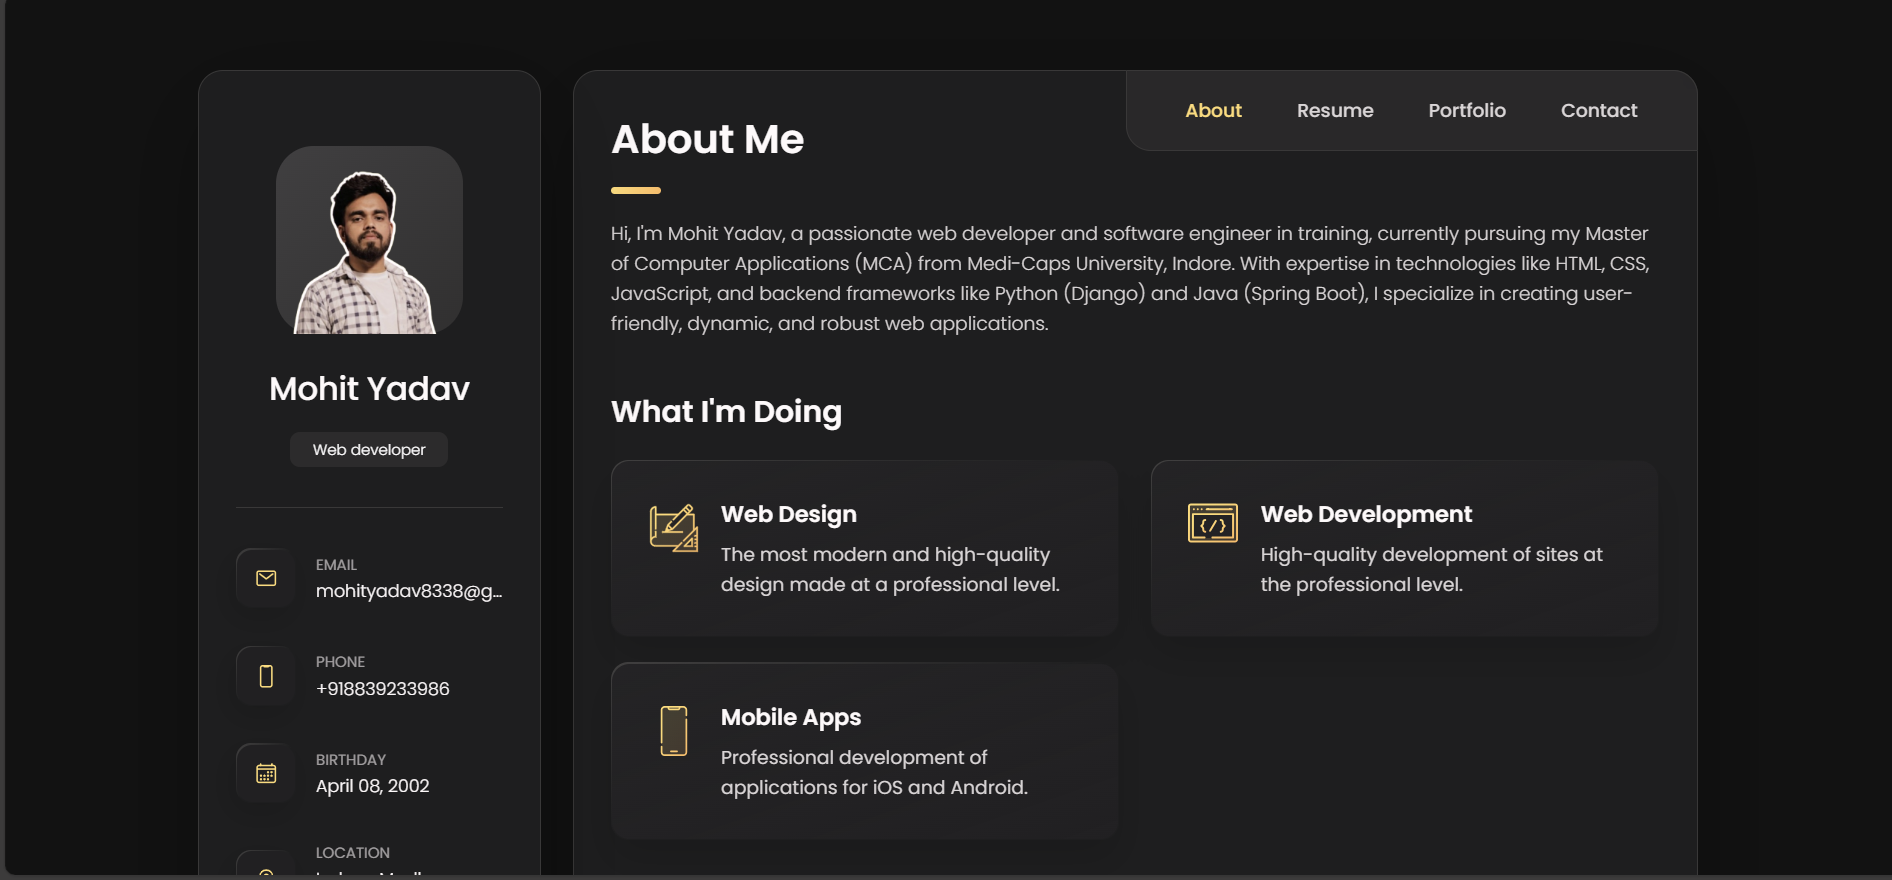 About
Resume
Portfolio
Contact
About Me
Hi, I'm Mohit Yadav, a passionate web developer and software engineer in training, currently pursuing my Master
of Computer Applications (MCA) from Medi-Caps University, Indore. With expertise in technologies like HTML, CSS,
JavaScript, and backend frameworks like Python (Django) and Java (Spring Boot), I specialize in creating user-
friendly, dynamic, and robust web applications.
What I'm Doing
Web Design
The most modern and high-quality
design made at a professional level.
Web Development
High-quality development of sites at
the professional level.
Mobile Apps
Professional development of
applications for iOS and Android.
Mohit Yadav
Web developer
EMAIL
mohityadav8338@g...
PHONE
+918839233986
BIRTHDAY
April 08, 2002
LOCATION